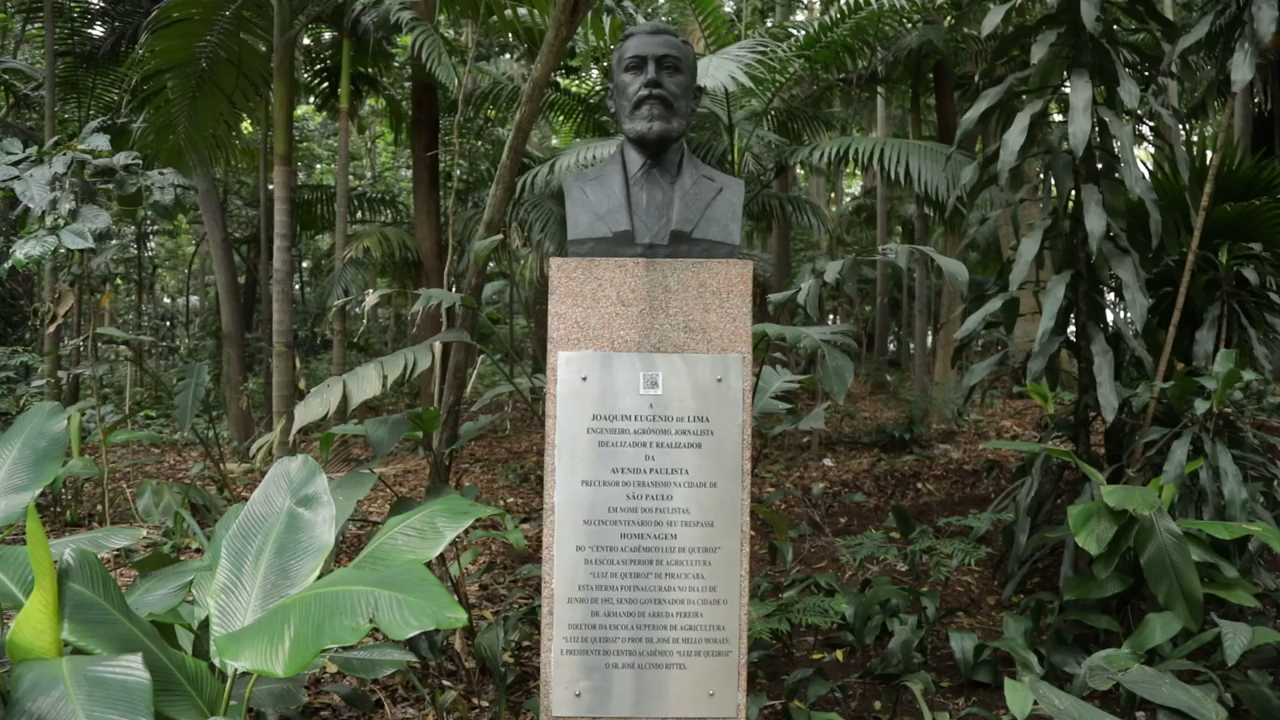 A
JOAQUIM EUGENIO DE LIMA
ENGENHEIRO, AGRÔNOMO, JORNALISTA
IDEALIZADOR E REALIZADOR
DA
AVENIDA PAULISTA
PRECURSOR DO URBANISMO NA CIDADE DE
SÃO PAULO
EM NOME DOS PAULISTAS,
NO CINCOENTENÁRIO DO SEU TRESPASSE
HOMENAGEM
DO "CENTRO ACADÊMICO LUIZ DE QUEIROZ"
DA ESCOLA SUPERIOR DE AGRICULTURA
"LUIZ DE QUEIROZ" DE PIRACICABA.
ESTA HERMA FOI INAUGURADA NO DIA 13 DE
JUNHO DE 1952, SENDO GOVERNADOR DA CIDADE O
DR. ARMANDO DE ARRUDA PEREIRA
DIRETOR DA ESCOLA SUPERIOR DE AGRICULTURA
"LUIZ DE QUEIROZ" O PROF. DR. JOSÉ DE MELLO MORAES;
E PRESIDENTE DO CENTRO ACADÊMICO "LUIZ DE QUEIROZ"
O SR. JOSÉ ALCINDO RITTES.